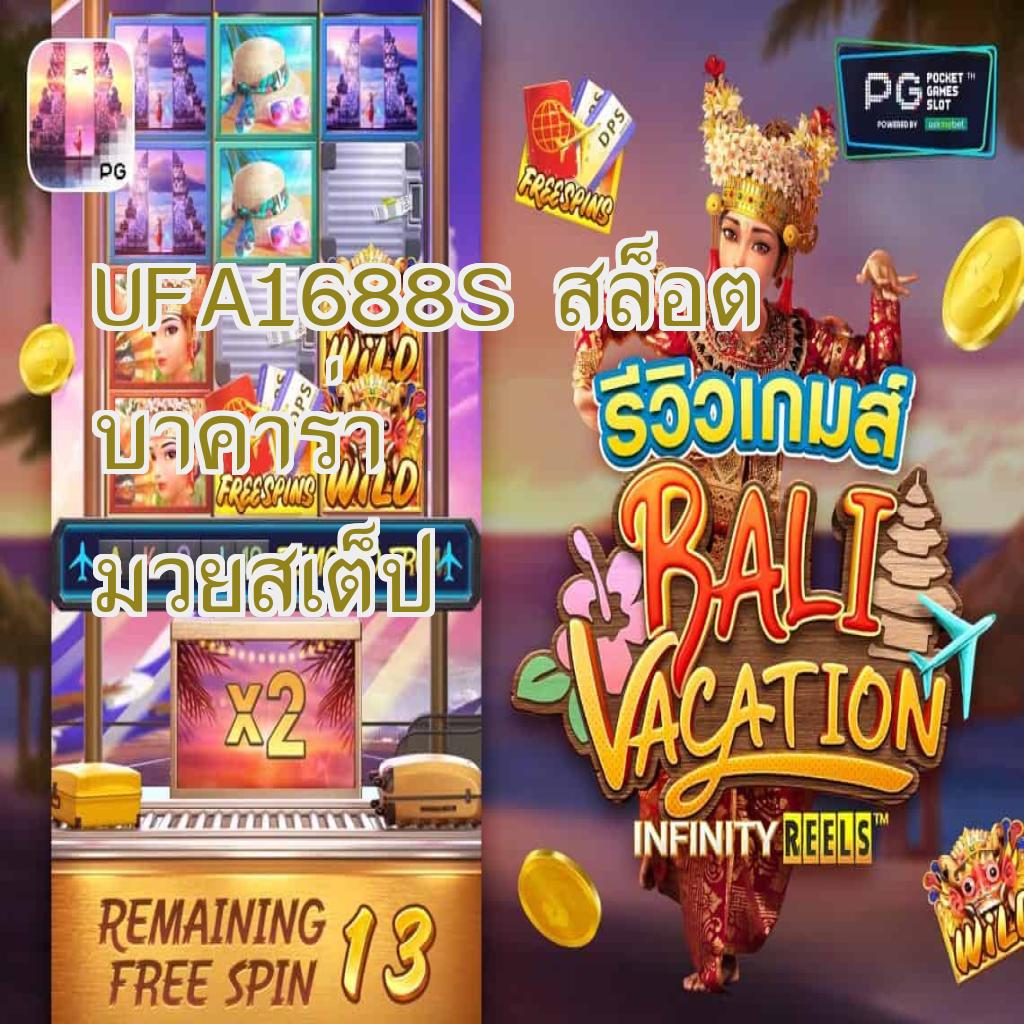 PG
UFA1688S สล็อต
บาคาร่า
มวยสเต็ป
WILD
DPS
FREESPINS
WILD
x2
REMAINING
FREE SPIN
13
FREESPINS
DPS
PG POCKET GAMES SLOT™
POWERED BY askmebet
รีวิวเกมส์
BALI
VACATION
INFINITY REELS™
WILD